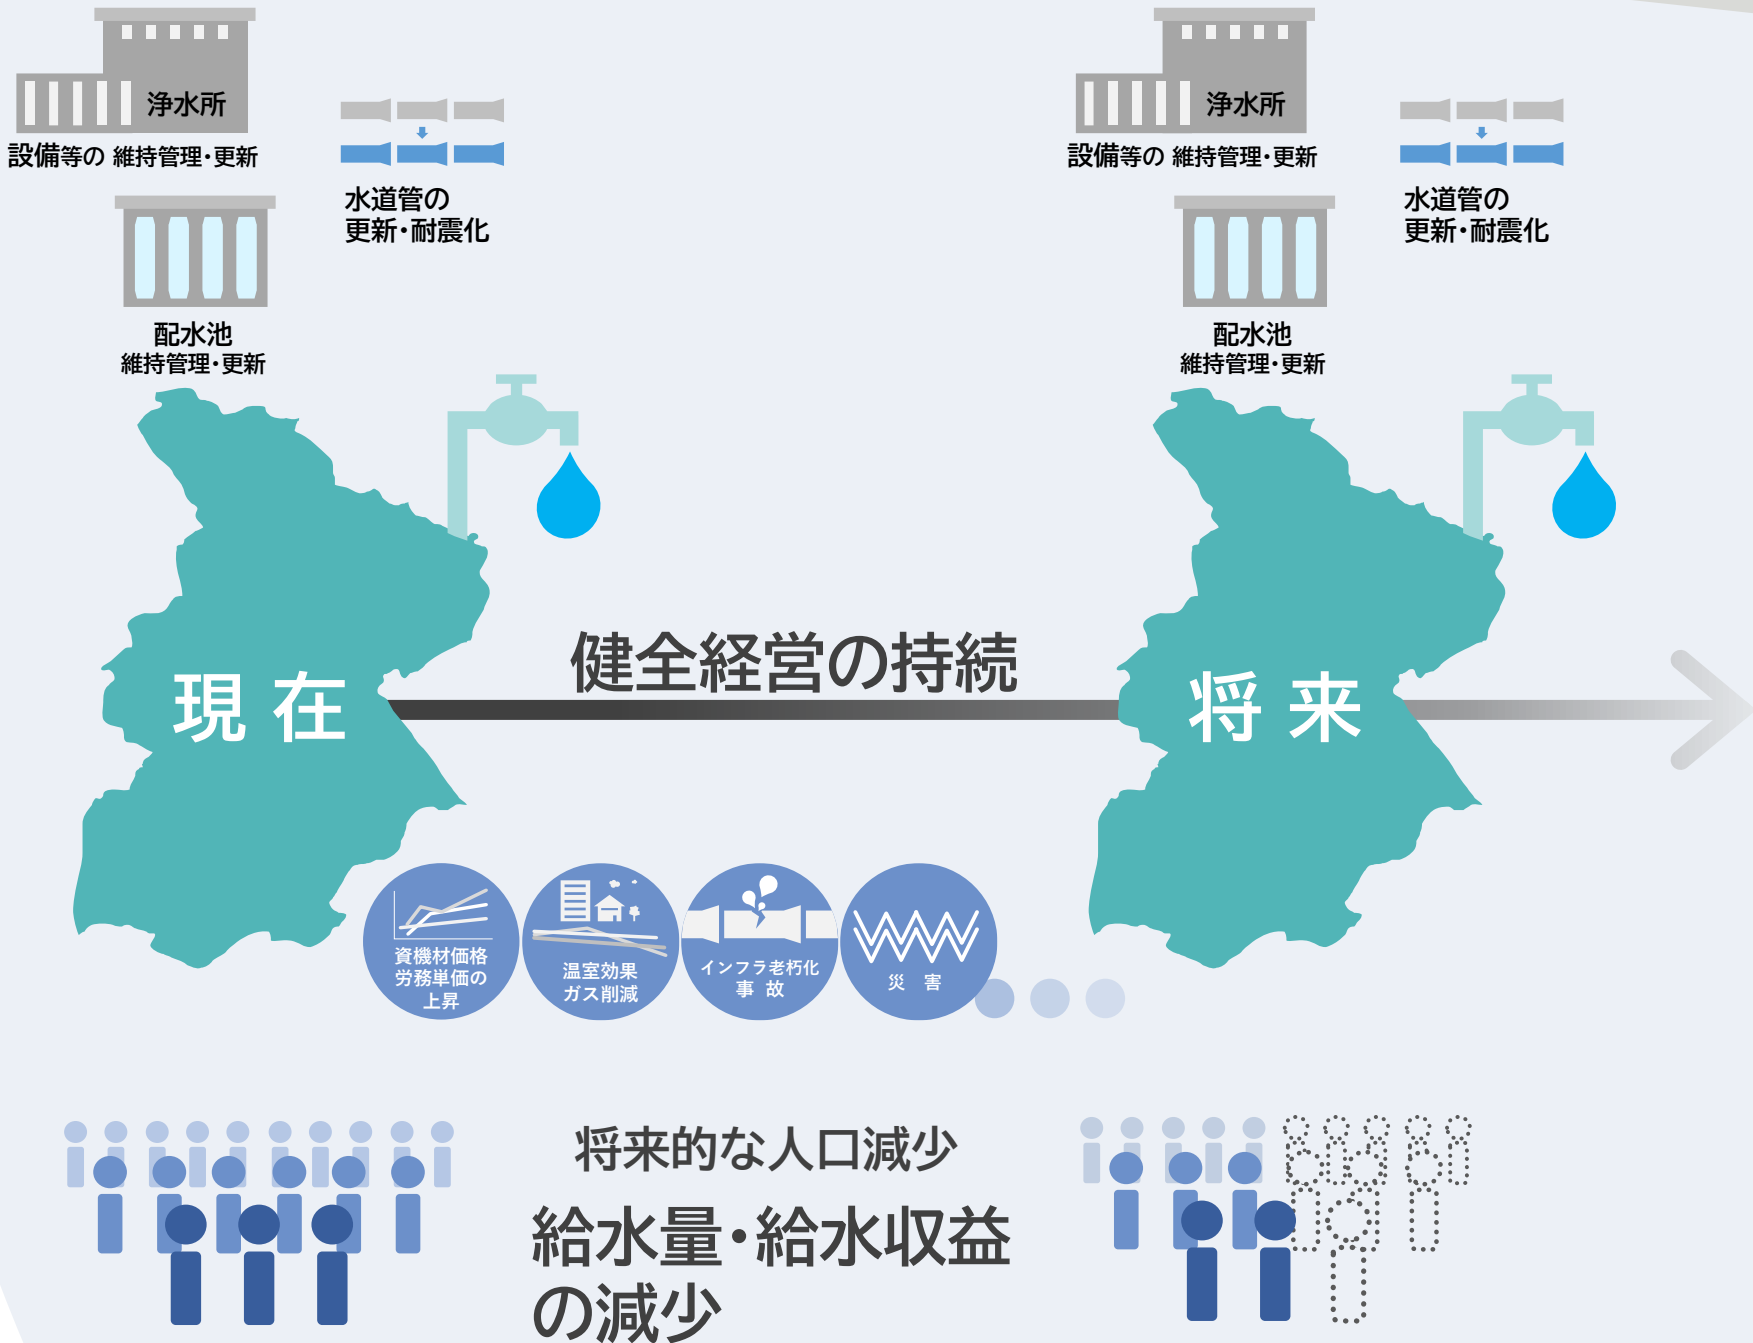 浄水所
設備等の 維持管理・更新
水道管の
更新・耐震化
配水池
維持管理・更新
浄水所
設備等の 維持管理・更新
水道管の
更新・耐震化
配水池
維持管理・更新
健全経営の持続
現 在
将 来
資機材価格
労務単価の
上昇
温室効果
ガス削減
インフラ老朽化
事 故
災 害
将来的な人口減少
給水量・給水収益
の減少